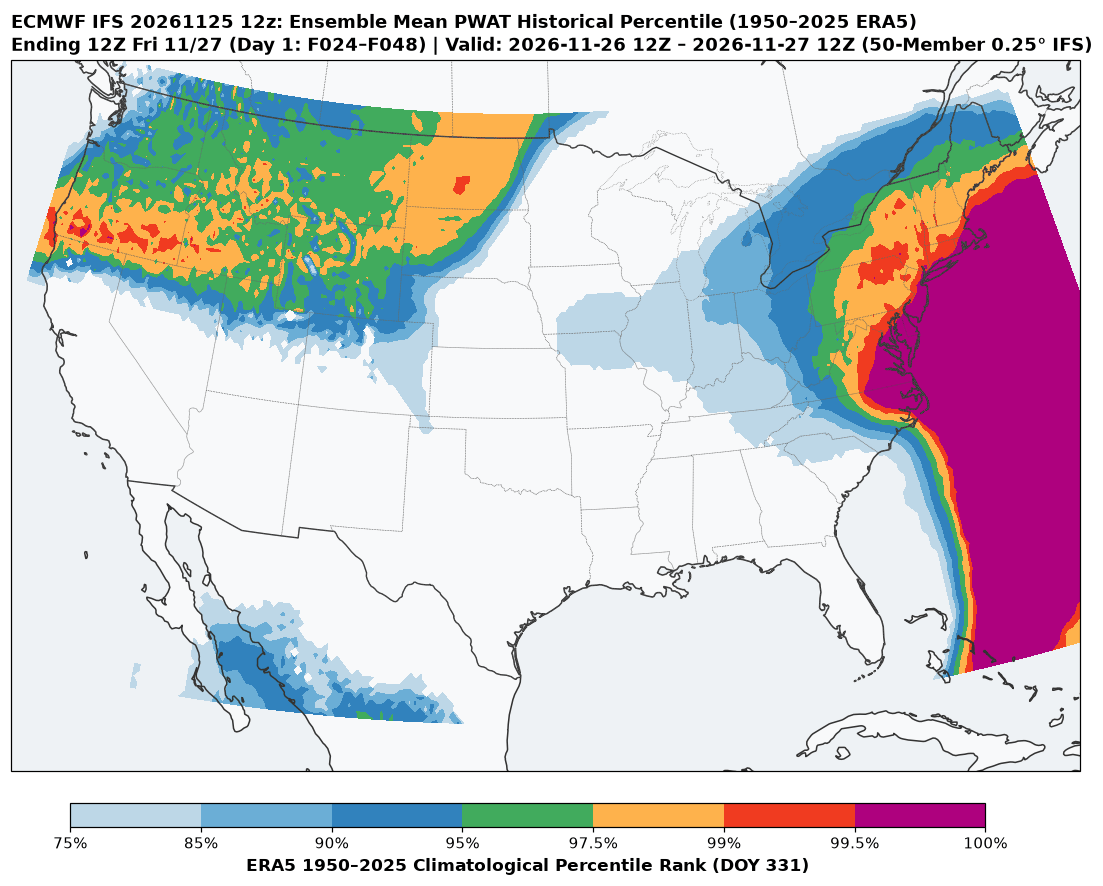 ECMWF IFS 20261125 12z: Ensemble Mean PWAT Historical Percentile (1950–2025 ERA5)
Ending 12Z Fri 11/27 (Day 1: F024–F048) | Valid: 2026-11-26 12Z – 2026-11-27 12Z (50-Member 0.25° IFS)
75% 85% 90% 95% 97.5% 99% 99.5% 100%
ERA5 1950–2025 Climatological Percentile Rank (DOY 331)